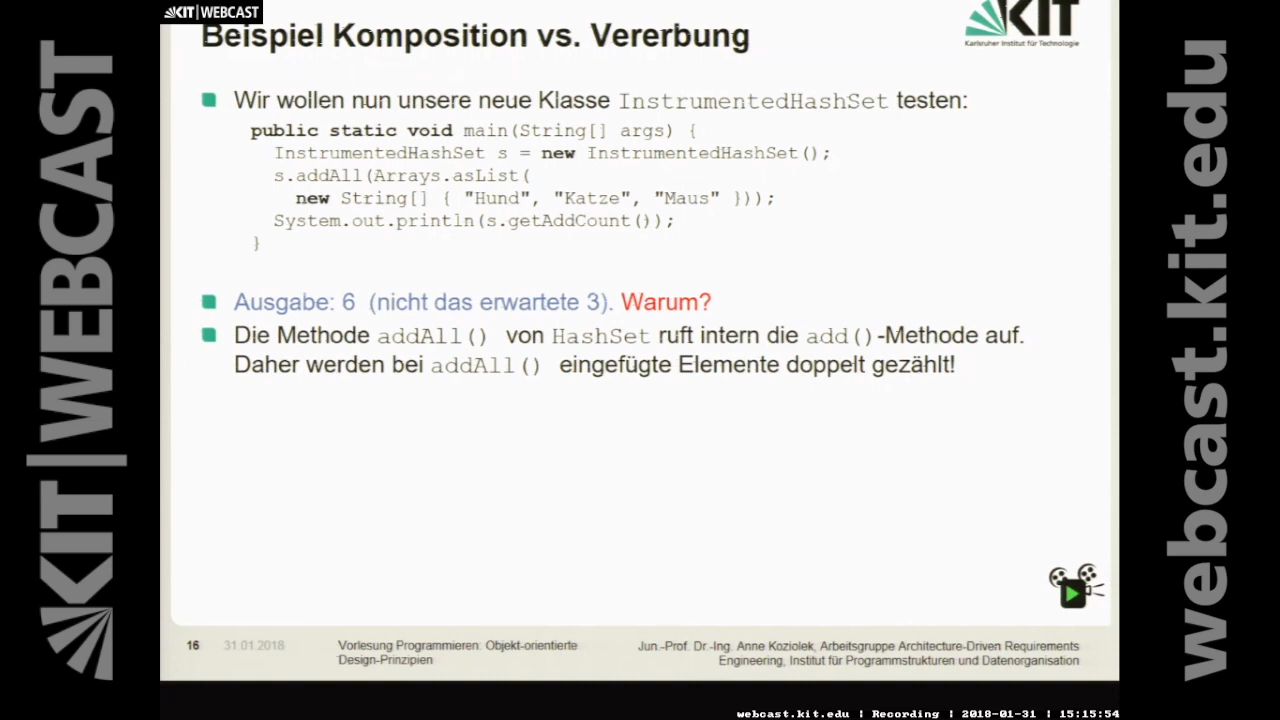 KIT|WEBCAST
KIT
Karlsruher Institut für Technologie
Beispiel Komposition vs. Vererbung
Wir wollen nun unsere neue Klasse InstrumentedHashSet testen:
public static void main(String[] args) {
InstrumentedHashSet s = new InstrumentedHashSet();
s.addAll(Arrays.asList(
new String[] { "Hund", "Katze", "Maus" }));
System.out.println(s.getAddCount());
}
Ausgabe: 6 (nicht das erwartete 3). Warum?
Die Methode addAll() von HashSet ruft intern die add()-Methode auf.
Daher werden bei addAll() eingefügte Elemente doppelt gezählt!
16
31.01.2018
Vorlesung Programmieren: Objekt-orientierte
Design-Prinzipien
Jun.-Prof. Dr.-Ing. Anne Koziolek, Arbeitsgruppe Architecture-Driven Requirements
Engineering, Institut für Programmstrukturen und Datenorganisation
KIT|WEBCAST
webcast.kit.edu
webcast.kit.edu | Recording | 2018-01-31 | 15:15:54